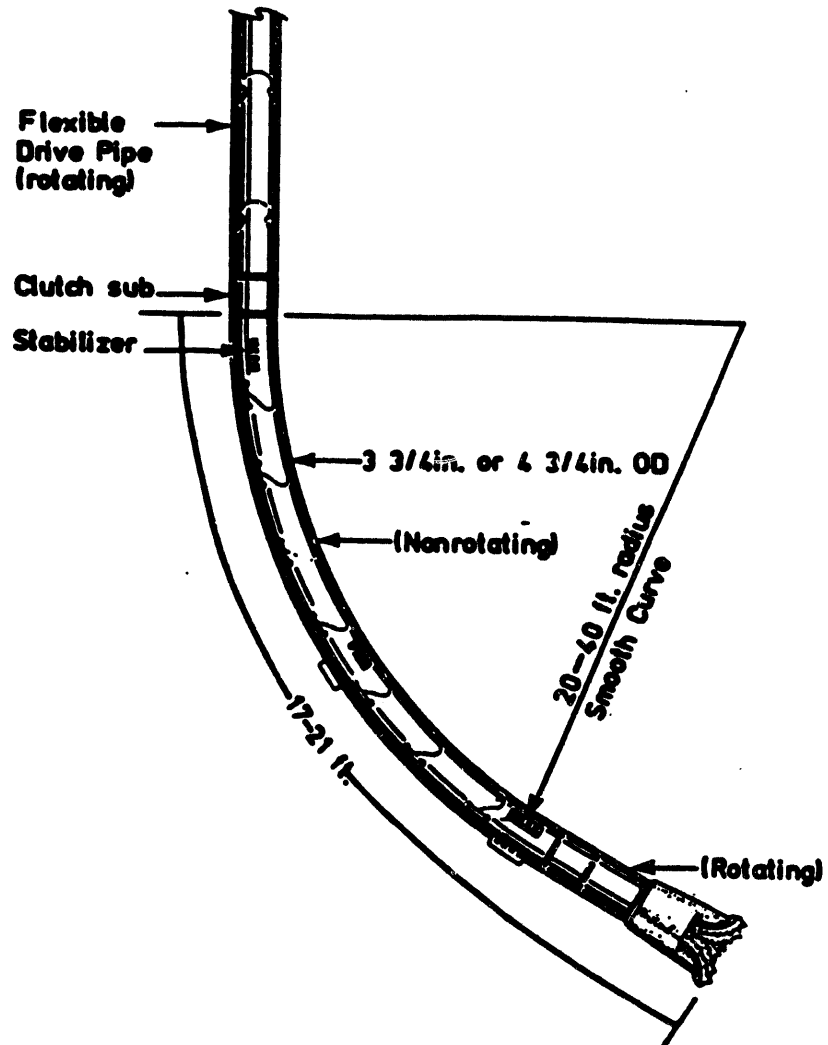 Flexible
Drive Pipe
(rotating)
Clutch sub
Stabilizer
3 3/4in. or 4 3/4in. OD
(Nonrotating)
20-40 ft. radius
Smooth Curve
17-21 ft.
(Rotating)